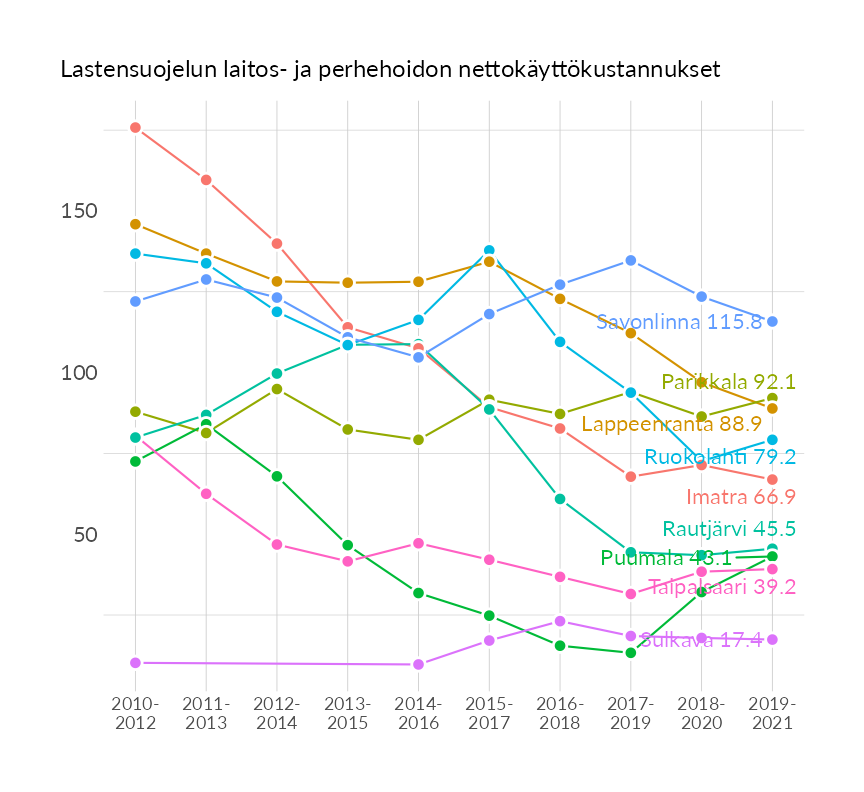 Lastensuojelun laitos- ja perhehoidon nettokäyttökustannukset
150
100
50
Savonlinna 115.8
Parikkala 92.1
Lappeenranta 88.9
Ruokolahti 79.2
Imatra 66.9
Rautjärvi 45.5
Puumala 43.1
Taipalsaari 39.2
Sulkava 17.4
2010- 2011- 2012- 2013- 2014- 2015- 2016- 2017- 2018- 2019-
2012 2013 2014 2015 2016 2017 2018 2019 2020 2021